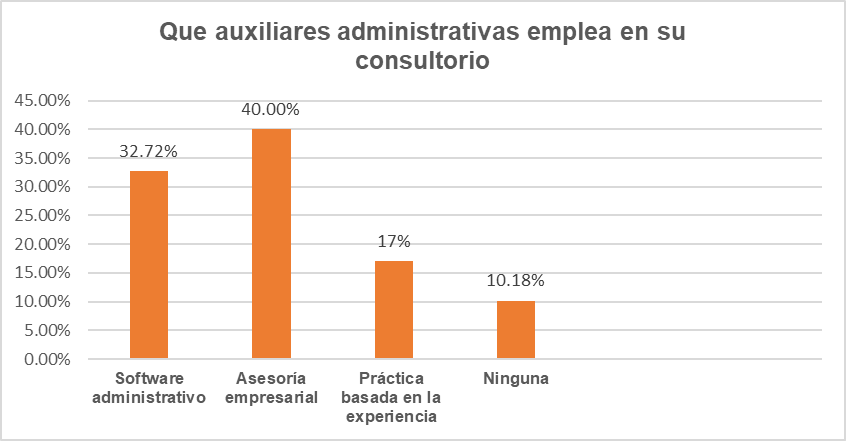 Que auxiliares administrativas emplea en su
consultorio
45.00%
40.00%
35.00%
30.00%
25.00%
20.00%
15.00%
10.00%
5.00%
0.00%
32.72%
40.00%
17%
10.18%
Software
administrativo
Asesoría
empresarial
Práctica
basada en la
experiencia
Ninguna